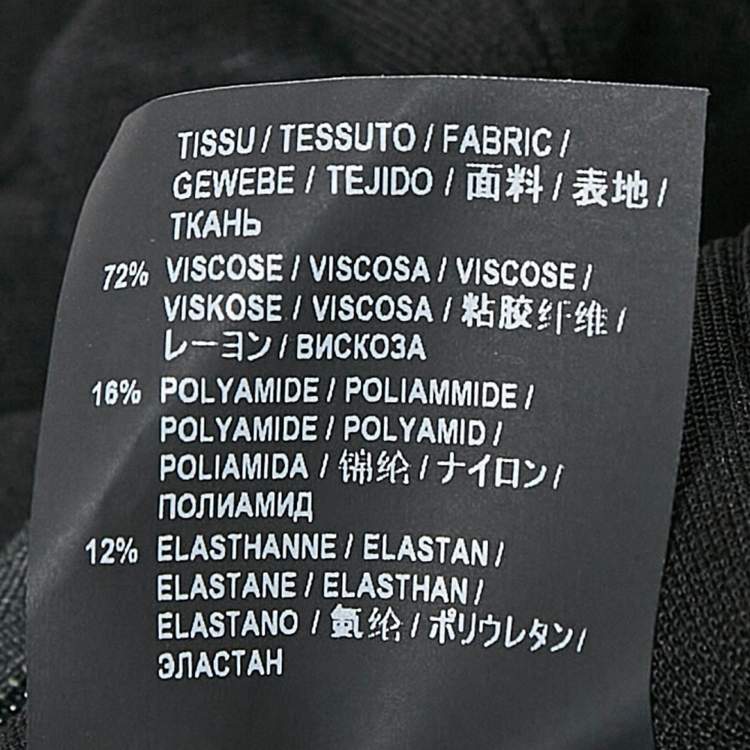 TISSU / TESSUTO / FABRIC /
GEWEBE / TEJIDO / 面料 / 表地 /
ТКАНЬ
72% VISCOSE / VISCOSA / VISCOSE /
VISKOSE / VISCOSA / 粘胶纤维 /
レーヨン / ВИСКОЗА
16% POLYAMIDE / POLIAMMIDE /
POLYAMIDE / POLYAMID /
POLIAMIDA / 锦纶 / ナイロン /
ПОЛИАМИД
12% ELASTHANNE / ELASTAN /
ELASTANE / ELASTHAN /
ELASTANO / 氨纶 / ポリウレタン /
ЭЛАСТАН